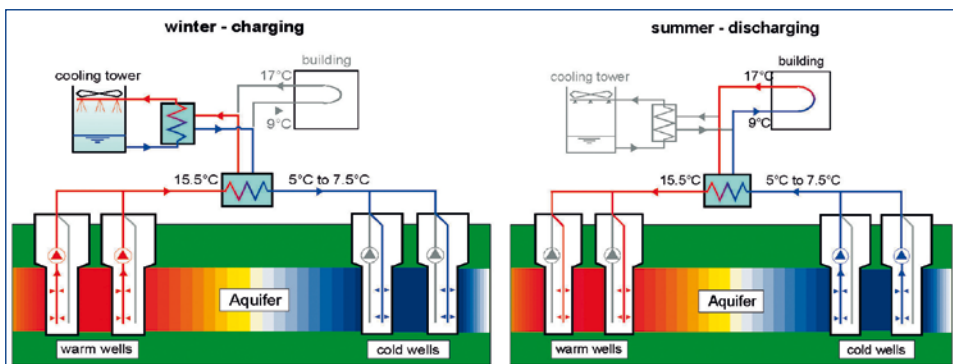 winter - charging
cooling tower
building
17°C
9°C
15.5°C
5°C to 7.5°C
Aquifer
warm wells
cold wells
summer - discharging
cooling tower
building
17°C
9°C
15.5°C
5°C to 7.5°C
Aquifer
warm wells
cold wells